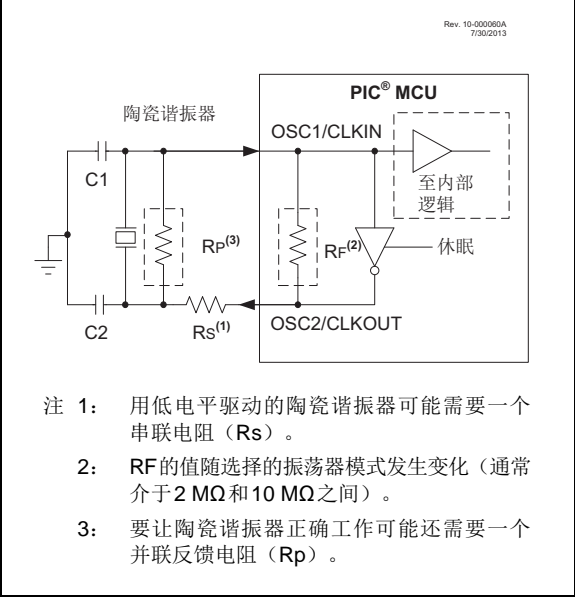 Rev. 10-000060A
7/30/2013
PIC® MCU
陶瓷谐振器
OSC1/CLKIN
C1
至内部
逻辑
RP(3)
RF(2)
休眠
C2
RS(1)
OSC2/CLKOUT
注 1： 用低电平驱动的陶瓷谐振器可能需要一个
串联电阻（Rs）。
2： RF的值随选择的振荡器模式发生变化（通常
介于2 MΩ和10 MΩ之间）。
3： 要让陶瓷谐振器正确工作可能还需要一个
并联反馈电阻（Rp）。